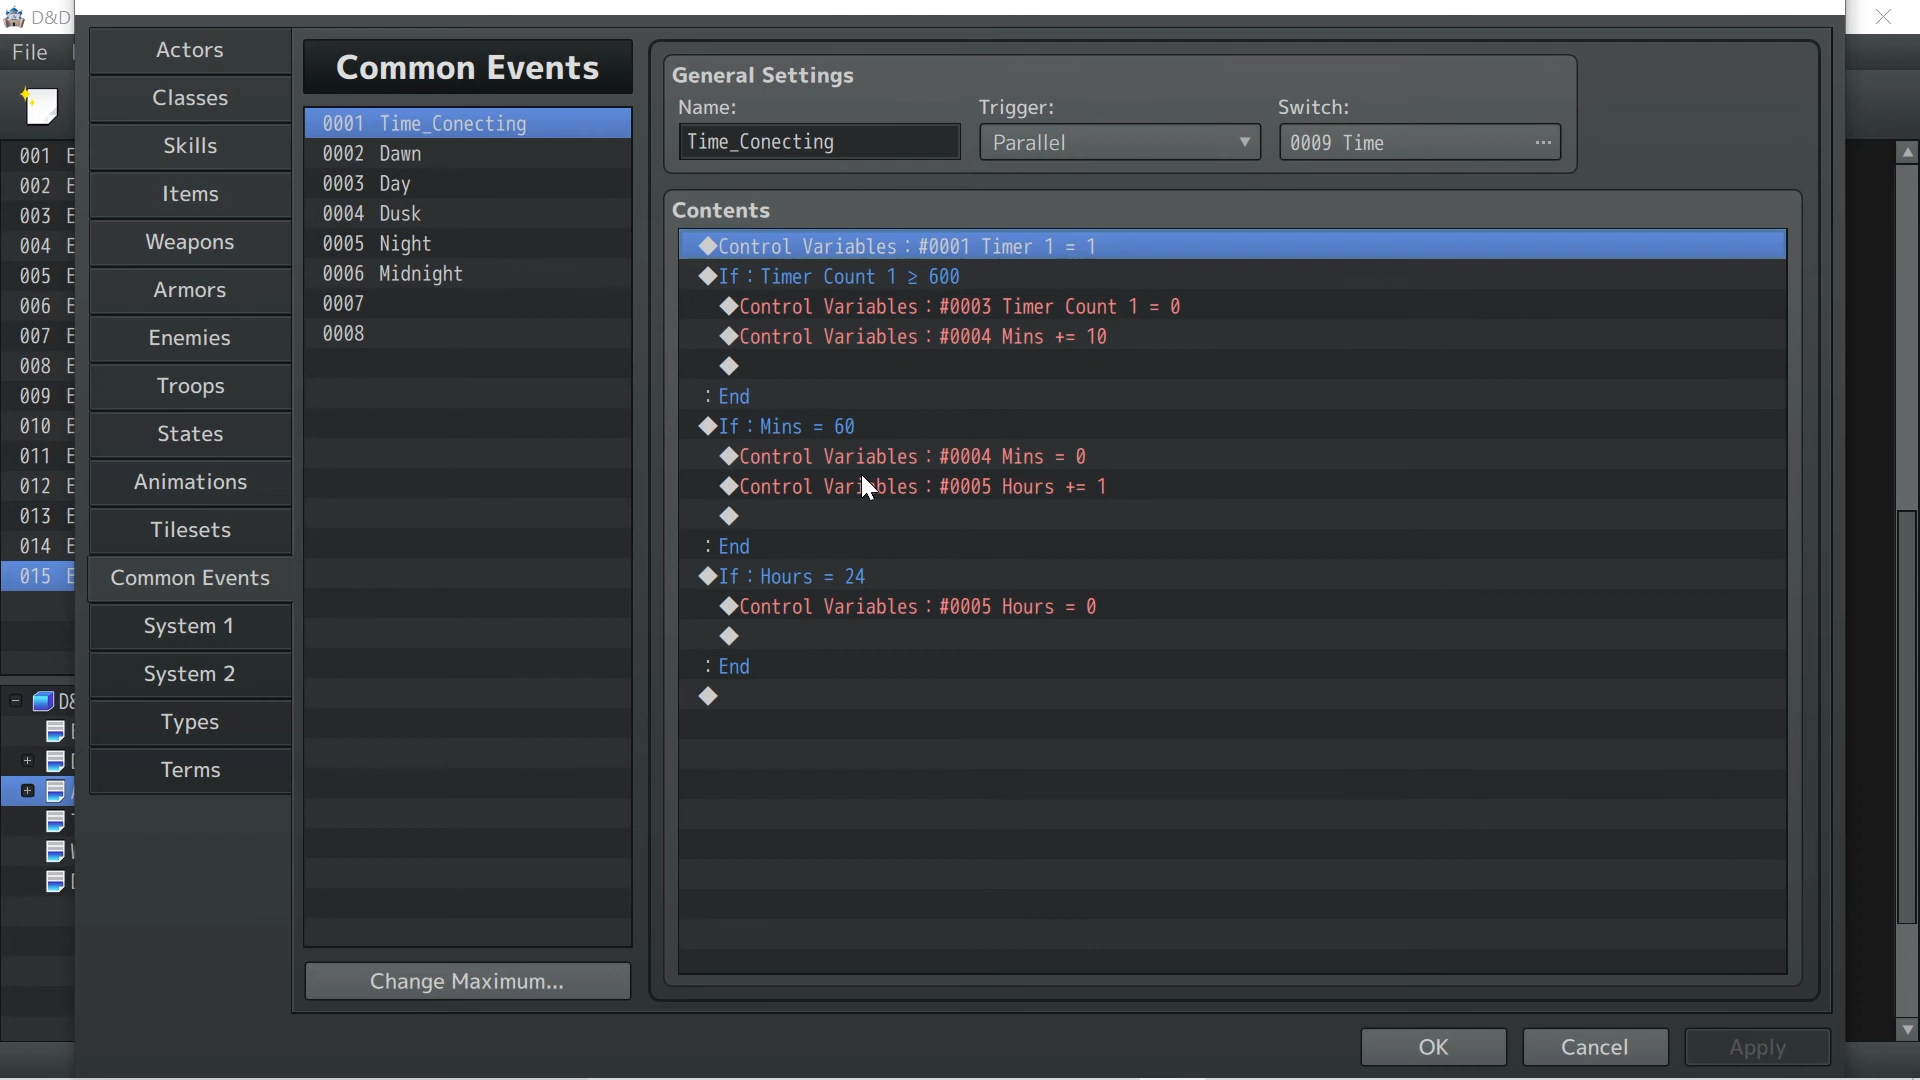 D&D
File
001 E
002 E
003 E
004 E
005 E
006 E
007 E
008 E
009 E
010 E
011 E
012 E
013 E
014 E
015 E
D&
Actors
Classes
Skills
Items
Weapons
Armors
Enemies
Troops
States
Animations
Tilesets
Common Events
System 1
System 2
Types
Terms
Common Events
0001 Time_Conecting
0002 Dawn
0003 Day
0004 Dusk
0005 Night
0006 Midnight
0007
0008
Change Maximum...
General Settings
Name: Trigger: Switch:
Time_Conecting Parallel 0009 Time ...
Contents
◆Control Variables : #0001 Timer 1 = 1
◆If : Timer Count 1 ≥ 600
◆Control Variables : #0003 Timer Count 1 = 0
◆Control Variables : #0004 Mins += 10
◆
: End
◆If : Mins = 60
◆Control Variables : #0004 Mins = 0
◆Control Variables : #0005 Hours += 1
◆
: End
◆If : Hours = 24
◆Control Variables : #0005 Hours = 0
◆
: End
◆
OK Cancel Apply